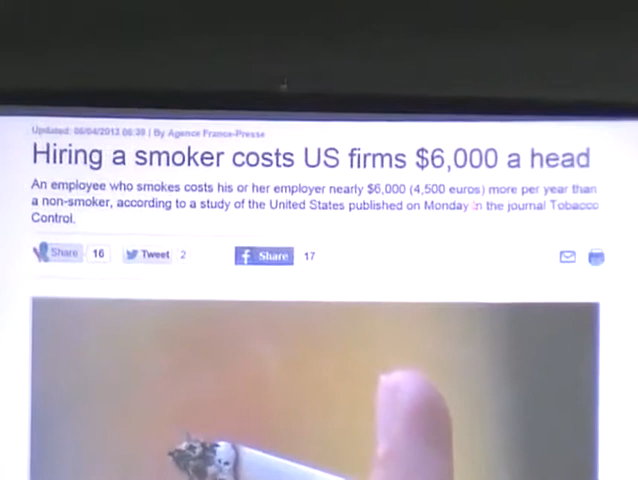 Updated: 06/04/2013 06:39 | By Agence France-Presse
Hiring a smoker costs US firms $6,000 a head
An employee who smokes costs his or her employer nearly $6,000 (4,500 euros) more per year than
a non-smoker, according to a study of the United States published on Monday in the journal Tobacco
Control.
Share 16 Tweet 2 f Share 17